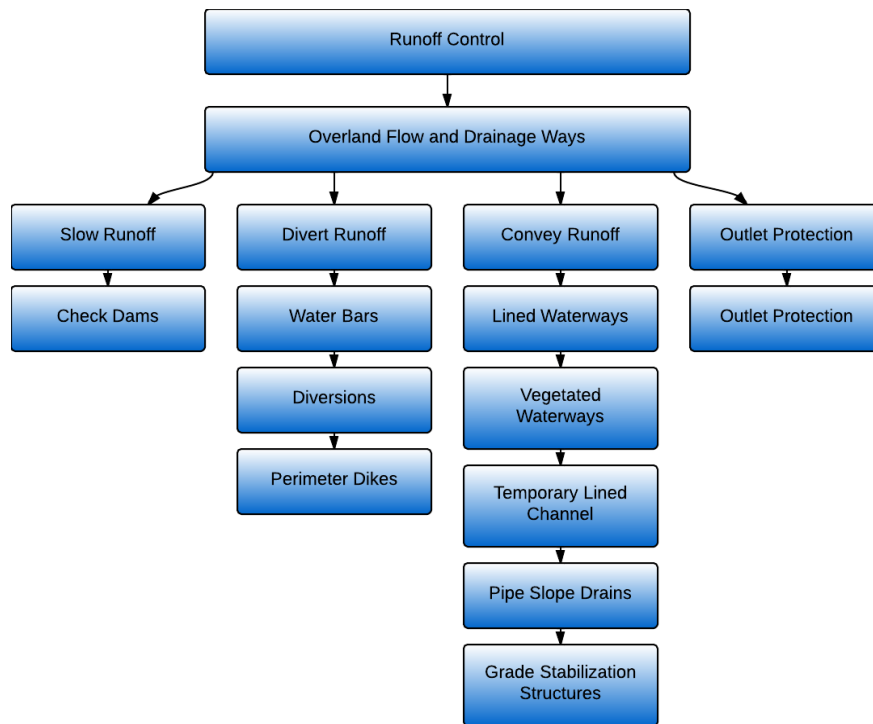 Runoff Control
Overland Flow and Drainage Ways
Slow Runoff
Divert Runoff
Convey Runoff
Outlet Protection
Check Dams
Water Bars
Lined Waterways
Outlet Protection
Diversions
Vegetated
Waterways
Perimeter Dikes
Temporary Lined
Channel
Pipe Slope Drains
Grade Stabilization
Structures